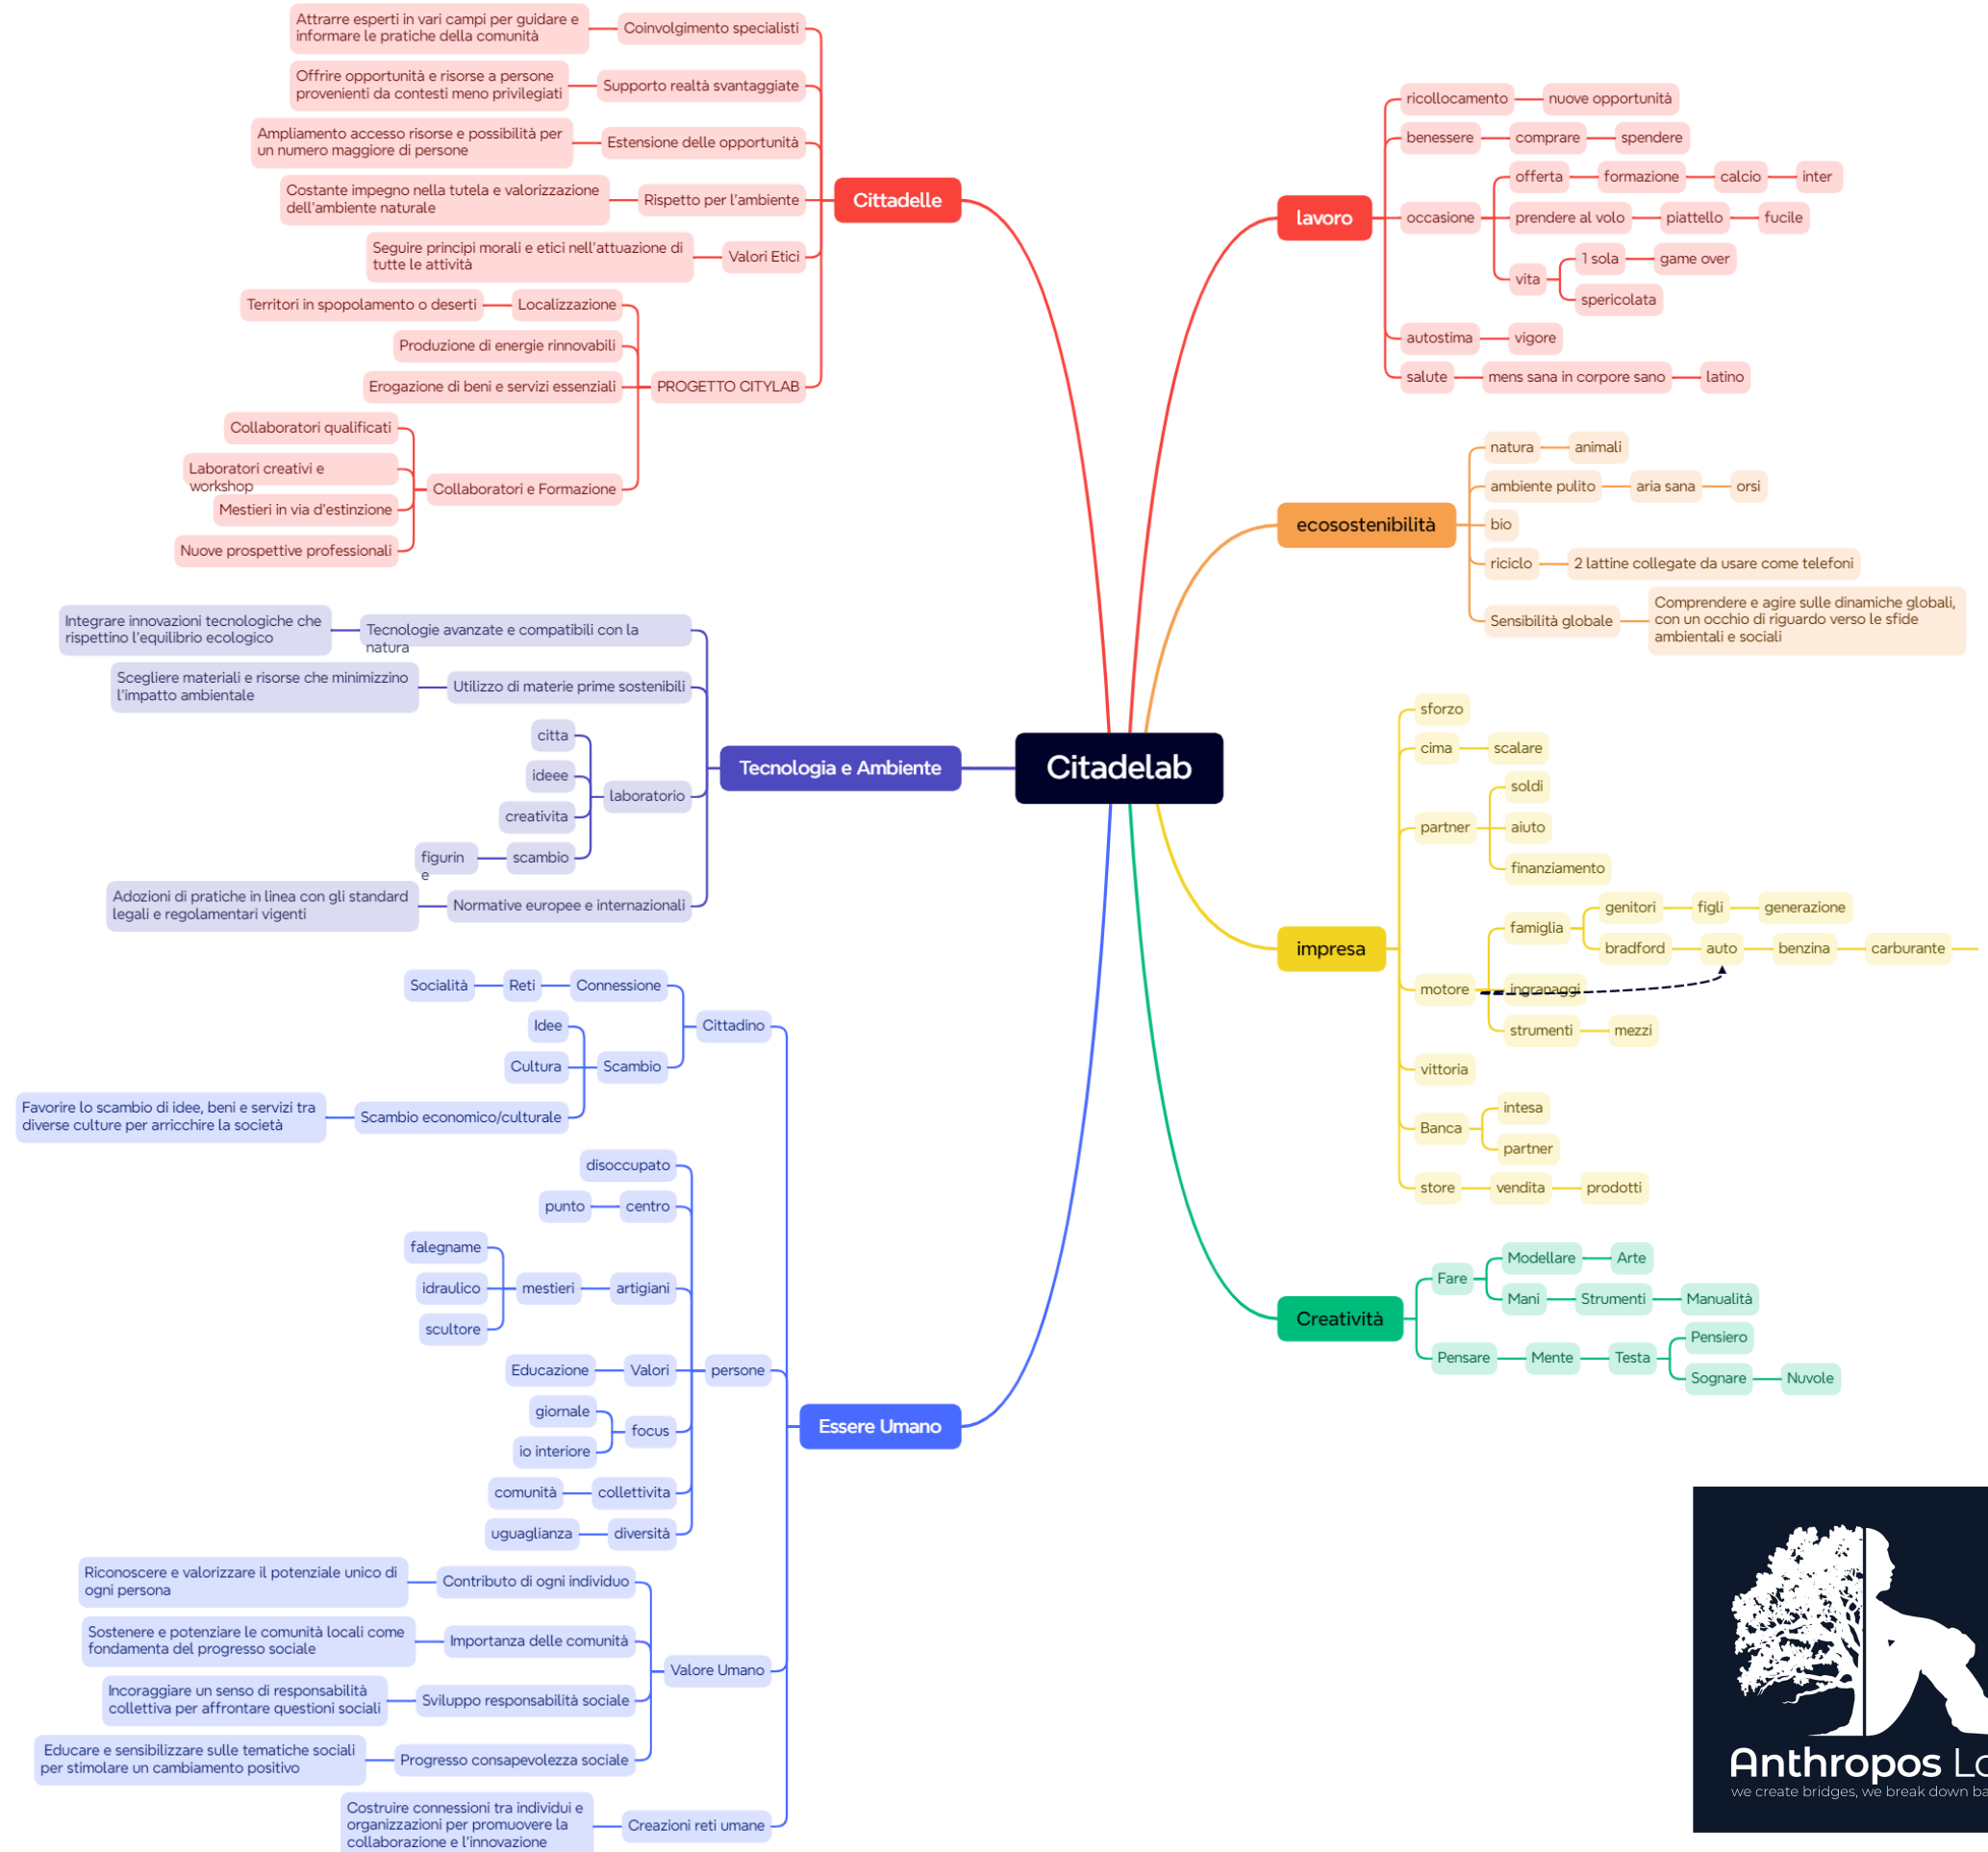 Citadelab
Cittadelle
Coinvolgimento specialisti
Attrarre esperti in vari campi per guidare e
informare le pratiche della comunità
Supporto realtà svantaggiate
Offrire opportunità e risorse a persone
provenienti da contesti meno privilegiati
Estensione delle opportunità
Ampliamento accesso risorse e possibilità per
un numero maggiore di persone
Rispetto per l'ambiente
Costante impegno nella tutela e valorizzazione
dell'ambiente naturale
Valori Etici
Seguire principi morali e etici nell'attuazione di
tutte le attività
PROGETTO CITYLAB
Localizzazione
Territori in spopolamento o deserti
Produzione di energie rinnovabili
Erogazione di beni e servizi essenziali
Collaboratori e Formazione
Collaboratori qualificati
Laboratori creativi e
workshop
Mestieri in via d'estinzione
Nuove prospettive professionali
Tecnologia e Ambiente
Tecnologie avanzate e compatibili con la
natura
Integrare innovazioni tecnologiche che
rispettino l'equilibrio ecologico
Utilizzo di materie prime sostenibili
Scegliere materiali e risorse che minimizzino
l'impatto ambientale
laboratorio
citta
ideee
creativita
scambio
figurin
e
Normative europee e internazionali
Adozioni di pratiche in linea con gli standard
legali e regolamentari vigenti
Essere Umano
Cittadino
Connessione
Reti
Socialità
Scambio
Idee
Cultura
Scambio economico/culturale
Favorire lo scambio di idee, beni e servizi tra
diverse culture per arricchire la società
persone
disoccupato
centro
punto
artigiani
mestieri
falegname
idraulico
scultore
Valori
Educazione
focus
giornale
io interiore
collettivita
comunità
diversità
uguaglianza
Valore Umano
Contributo di ogni individuo
Riconoscere e valorizzare il potenziale unico di
ogni persona
Importanza delle comunità
Sostenere e potenziare le comunità locali come
fondamenta del progresso sociale
Sviluppo responsabilità sociale
Incoraggiare un senso di responsabilità
collettiva per affrontare questioni sociali
Progresso consapevolezza sociale
Educare e sensibilizzare sulle tematiche sociali
per stimolare un cambiamento positivo
Creazioni reti umane
Costruire connessioni tra individui e
organizzazioni per promuovere la
collaborazione e l'innovazione
lavoro
ricollocamento
nuove opportunità
benessere
comprare
spendere
occasione
offerta
formazione
calcio
inter
prendere al volo
piattello
fucile
vita
1 sola
game over
spericolata
autostima
vigore
salute
mens sana in corpore sano
latino
ecosostenibilità
natura
animali
ambiente pulito
aria sana
orsi
bio
riciclo
2 lattine collegate da usare come telefoni
Sensibilità globale
Comprendere e agire sulle dinamiche globali,
con un occhio di riguardo verso le sfide
ambientali e sociali
impresa
sforzo
cima
scalare
partner
soldi
aiuto
finanziamento
motore
famiglia
genitori
figli
generazione
bradford
auto
benzina
carburante
ingranaggi
strumenti
mezzi
vittoria
Banca
intesa
partner
store
vendita
prodotti
Creatività
Fare
Modellare
Arte
Mani
Strumenti
Manualità
Pensare
Mente
Testa
Pensiero
Sognare
Nuvole
Anthropos
we create bridges, we break down